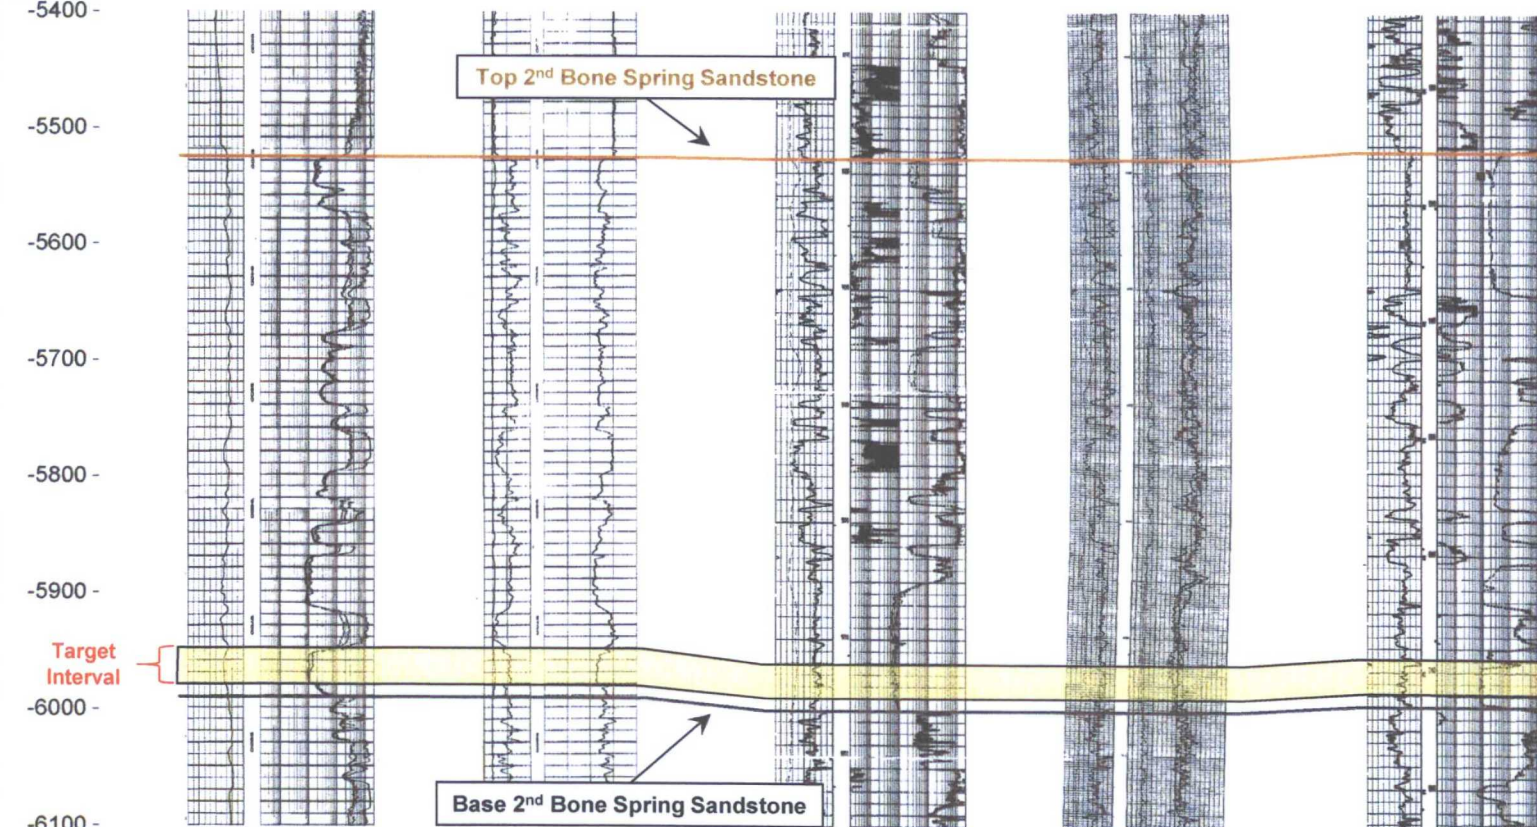 -5400 -
Top 2nd Bone Spring Sandstone
-5500 -
-5600 -
-5700 -
-5800 -
-5900 -
Target
Interval
-6000 -
Base 2nd Bone Spring Sandstone
-6100 -